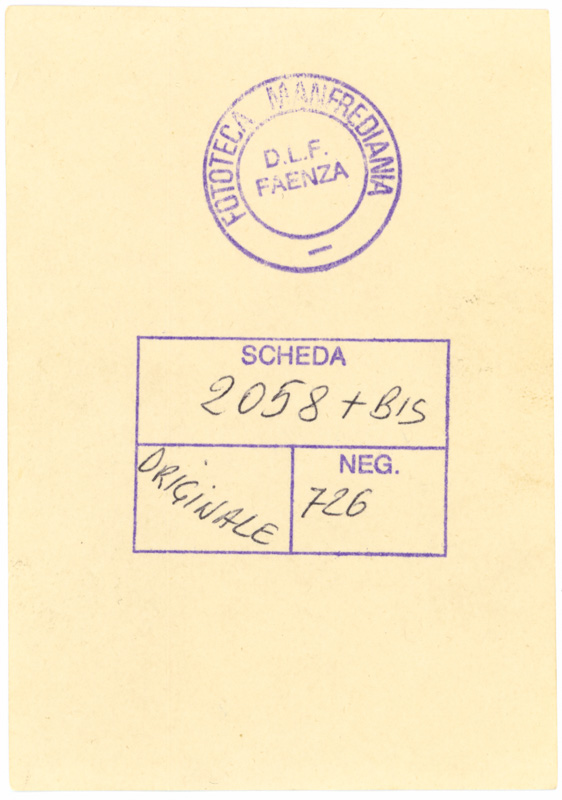 FOTOTECA MANFREDIANA
D.L.F.
FAENZA
SCHEDA
2058 + BIS
ORIGINALE
NEG.
726